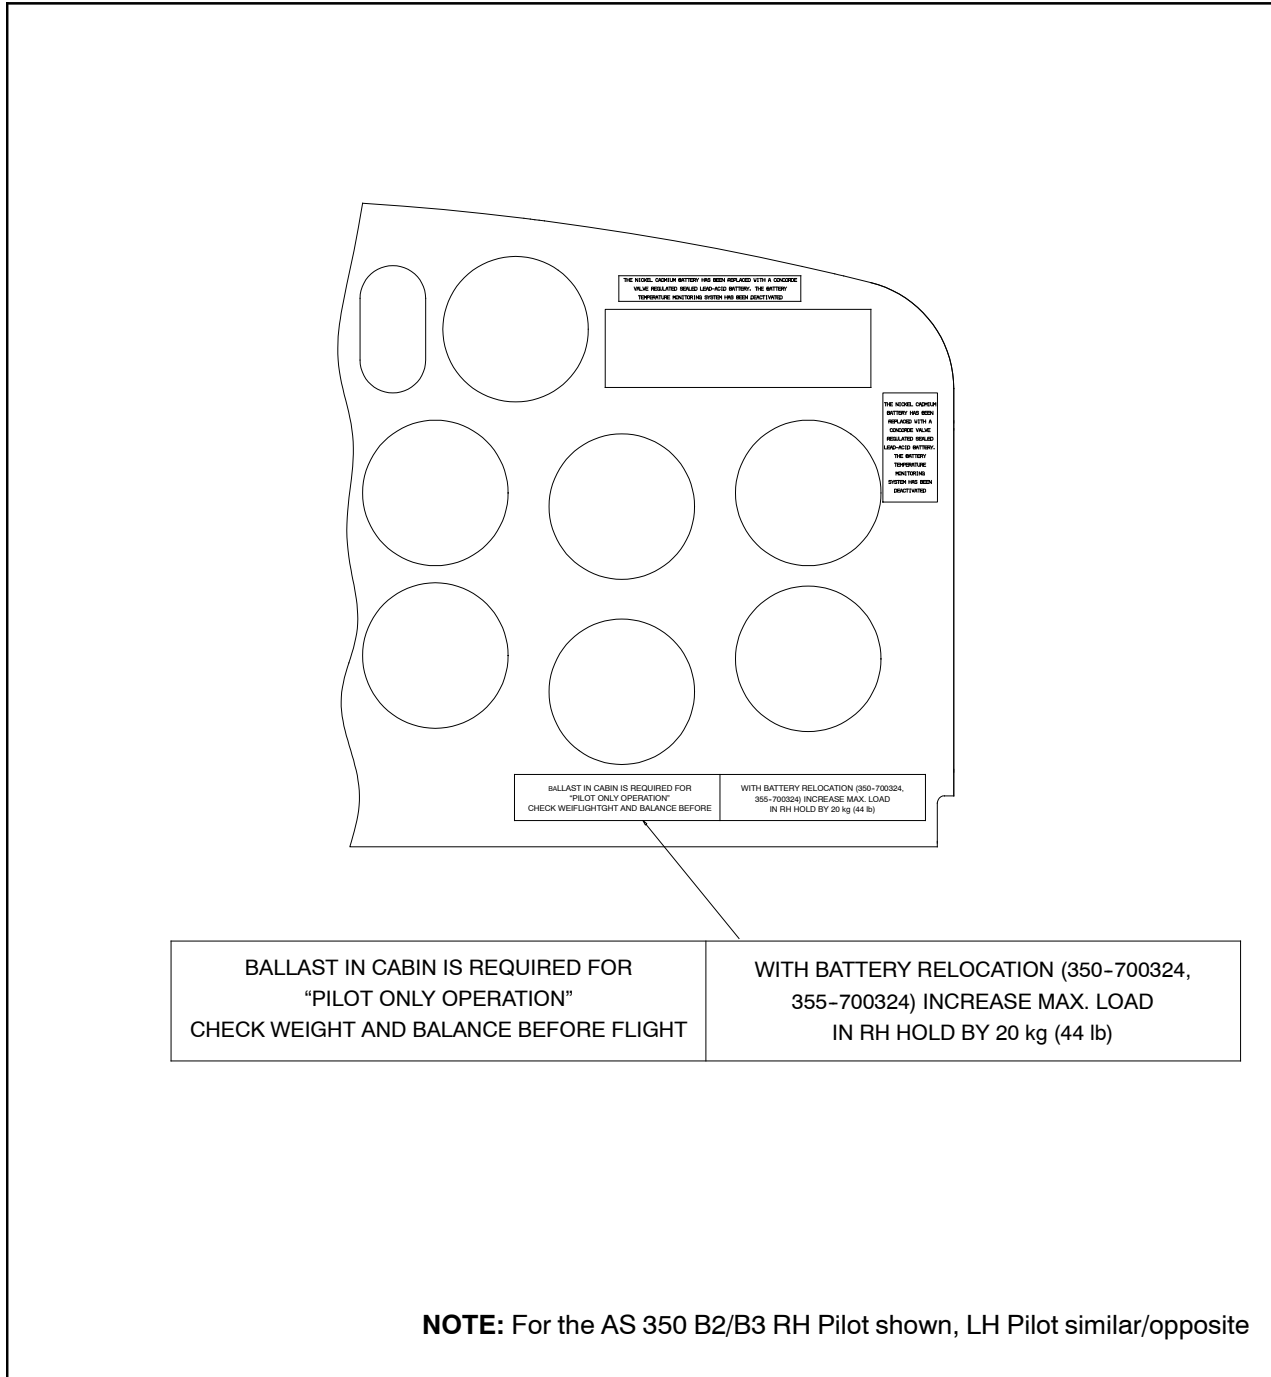 THE NICKEL CADMIUM BATTERY HAS BEEN REPLACED WITH A CONCORDE
VALVE REGULATED SEALED LEAD-ACID BATTERY. THE BATTERY
TEMPERATURE MONITORING SYSTEM HAS BEEN DEACTIVATED
THE NICKEL CADMIUM
BATTERY HAS BEEN
REPLACED WITH A
CONCORDE VALVE
REGULATED SEALED
LEAD-ACID BATTERY.
THE BATTERY
TEMPERATURE
MONITORING
SYSTEM HAS BEEN
DEACTIVATED
BALLAST IN CABIN IS REQUIRED FOR
"PILOT ONLY OPERATION"
CHECK WEIFLIGHTGHT AND BALANCE BEFORE
WITH BATTERY RELOCATION (350-700324,
355-700324) INCREASE MAX. LOAD
IN RH HOLD BY 20 kg (44 lb)
BALLAST IN CABIN IS REQUIRED FOR
“PILOT ONLY OPERATION”
CHECK WEIGHT AND BALANCE BEFORE FLIGHT
WITH BATTERY RELOCATION (350-700324,
355-700324) INCREASE MAX. LOAD
IN RH HOLD BY 20 kg (44 lb)
NOTE: For the AS 350 B2/B3 RH Pilot shown, LH Pilot similar/opposite